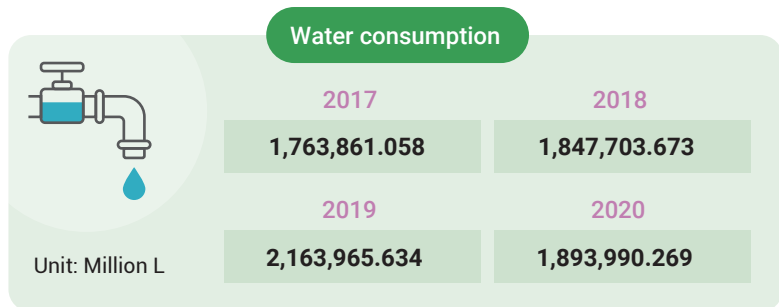 Water consumption
2017 2018
1,763,861.058 1,847,703.673
2019 2020
2,163,965.634 1,893,990.269
Unit: Million L